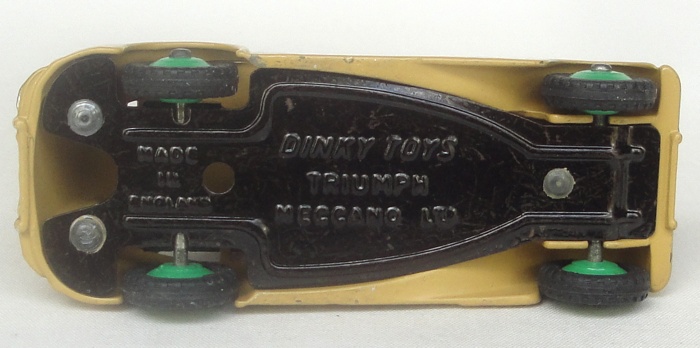 MADE
IN
ENGLAND
DINKY TOYS
TRIUMPH
MECCANO LTD